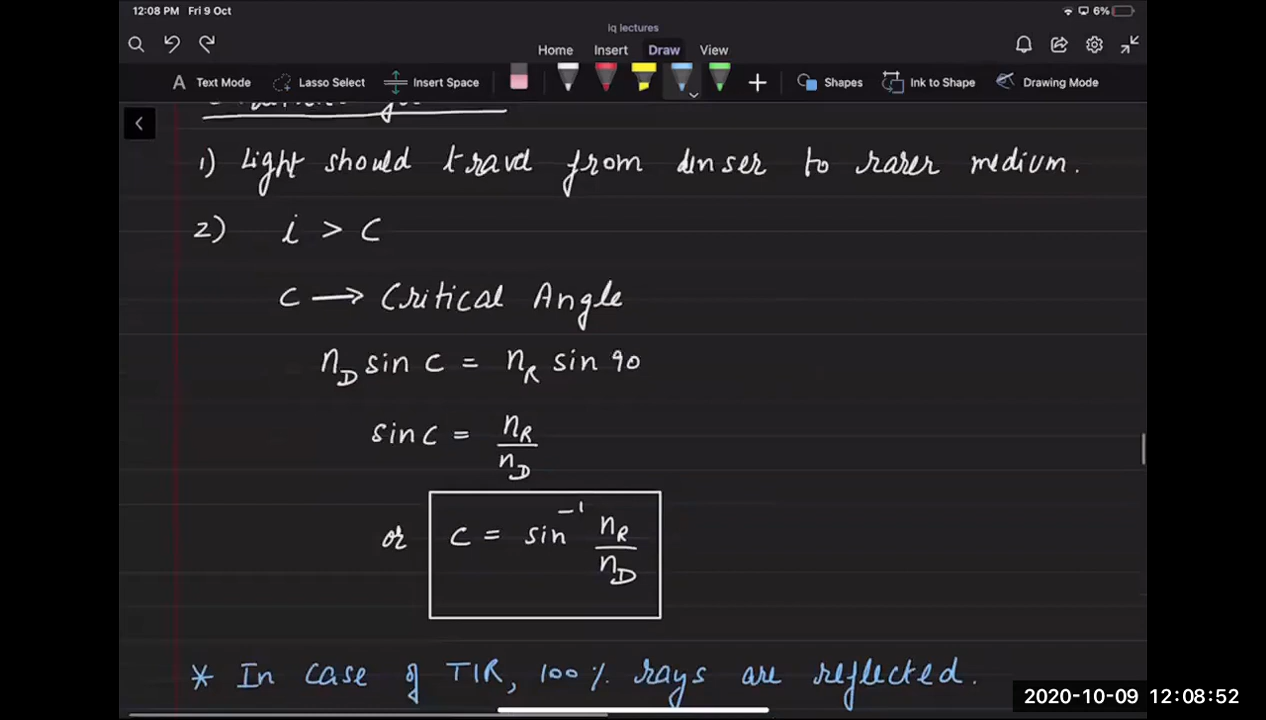 12:08 PM Fri 9 Oct
6%
iq lectures
Home Insert Draw View
Text Mode Lasso Select Insert Space Shapes Ink to Shape Drawing Mode
1) Light should travel from denser to rarer medium.
2) i > C
C → Critical Angle
n_D sin C = n_R sin 90
sin C = n_R / n_D
or C = sin⁻¹ n_R / n_D
* In case of TIR, 100% rays are reflected.
2020-10-09 12:08:52